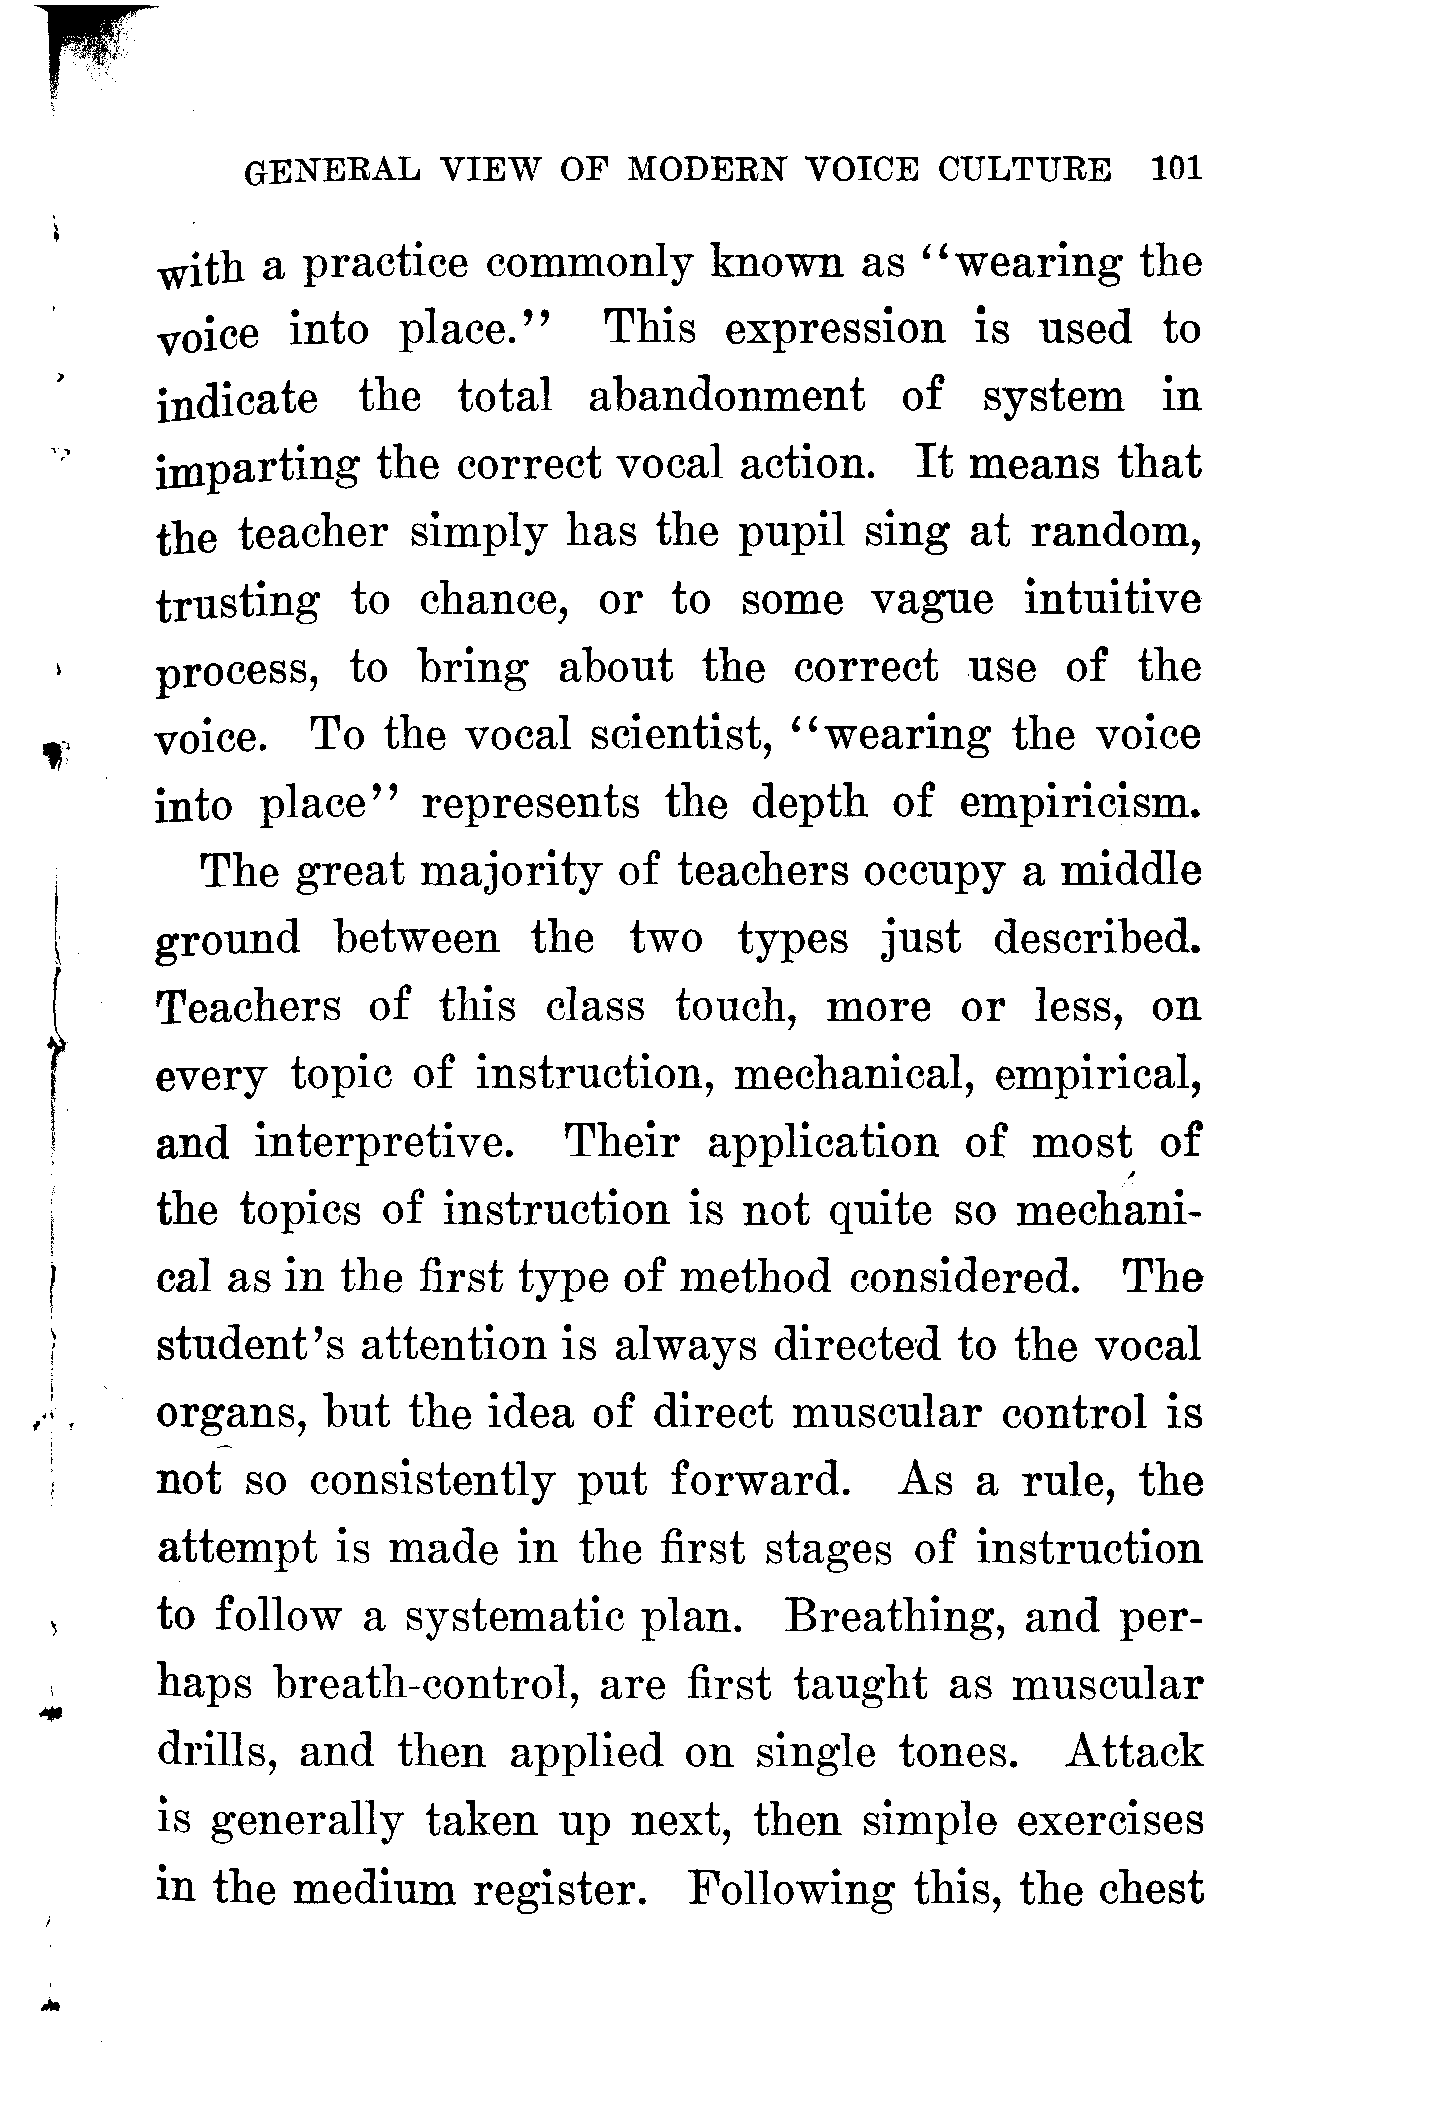 GENERAL VIEW OF MODERN VOICE CULTURE 101
with a practice commonly known as "wearing the
voice into place." This expression is used to
indicate the total abandonment of system in
imparting the correct vocal action. It means that
the teacher simply has the pupil sing at random,
trusting to chance, or to some vague intuitive
process, to bring about the correct use of the
voice. To the vocal scientist, "wearing the voice
into place" represents the depth of empiricism.
The great majority of teachers occupy a middle
ground between the two types just described.
Teachers of this class touch, more or less, on
every topic of instruction, mechanical, empirical,
and interpretive. Their application of most of
the topics of instruction is not quite so mechani-
cal as in the first type of method considered. The
student's attention is always directed to the vocal
organs, but the idea of direct muscular control is
not so consistently put forward. As a rule, the
attempt is made in the first stages of instruction
to follow a systematic plan. Breathing, and per-
haps breath-control, are first taught as muscular
drills, and then applied on single tones. Attack
is generally taken up next, then simple exercises
in the medium register. Following this, the chest